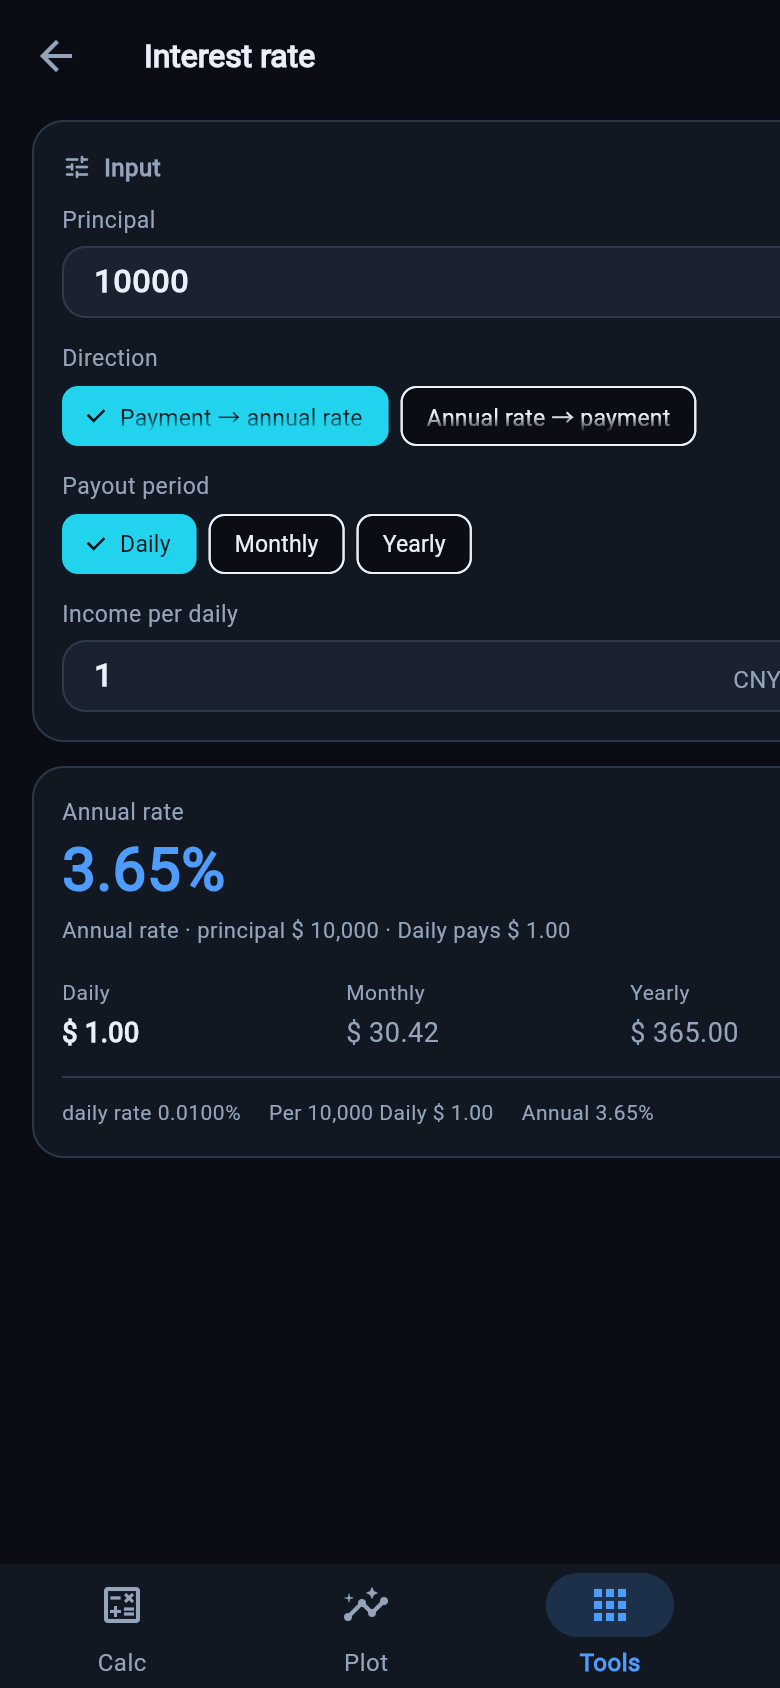 Interest rate
Input
Principal
10000
Direction
Payment → annual rate Annual rate → payment
Payout period
Daily Monthly Yearly
Income per daily
1 CNY
Annual rate
3.65%
Annual rate · principal $ 10,000 · Daily pays $ 1.00
Daily Monthly Yearly
$ 1.00 $ 30.42 $ 365.00
daily rate 0.0100% Per 10,000 Daily $ 1.00 Annual 3.65%
Calc Plot Tools